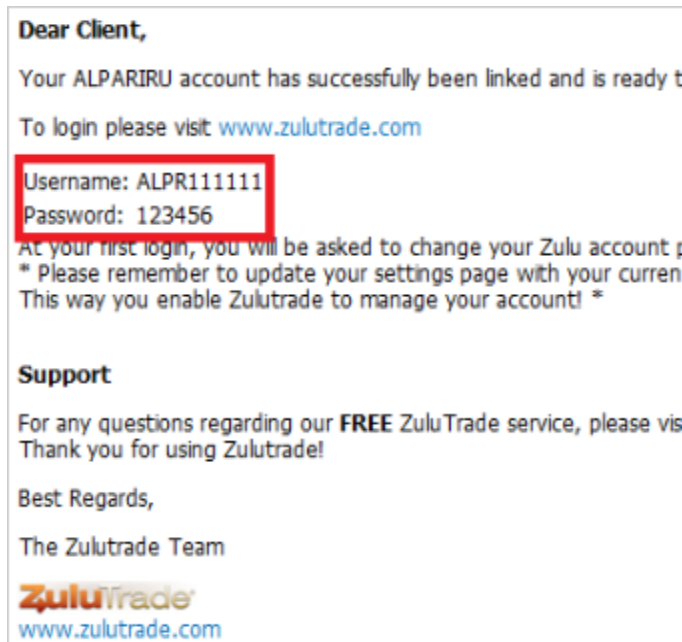 Dear Client,
Your ALPARIRU account has successfully been linked and is ready t
To login please visit www.zulutrade.com
Username: ALPR111111
Password: 123456
At your first login, you will be asked to change your Zulu account p
* Please remember to update your settings page with your curren
This way you enable Zulutrade to manage your account! *
Support
For any questions regarding our FREE ZuluTrade service, please vis
Thank you for using Zulutrade!
Best Regards,
The Zulutrade Team
ZuluTrade
www.zulutrade.com